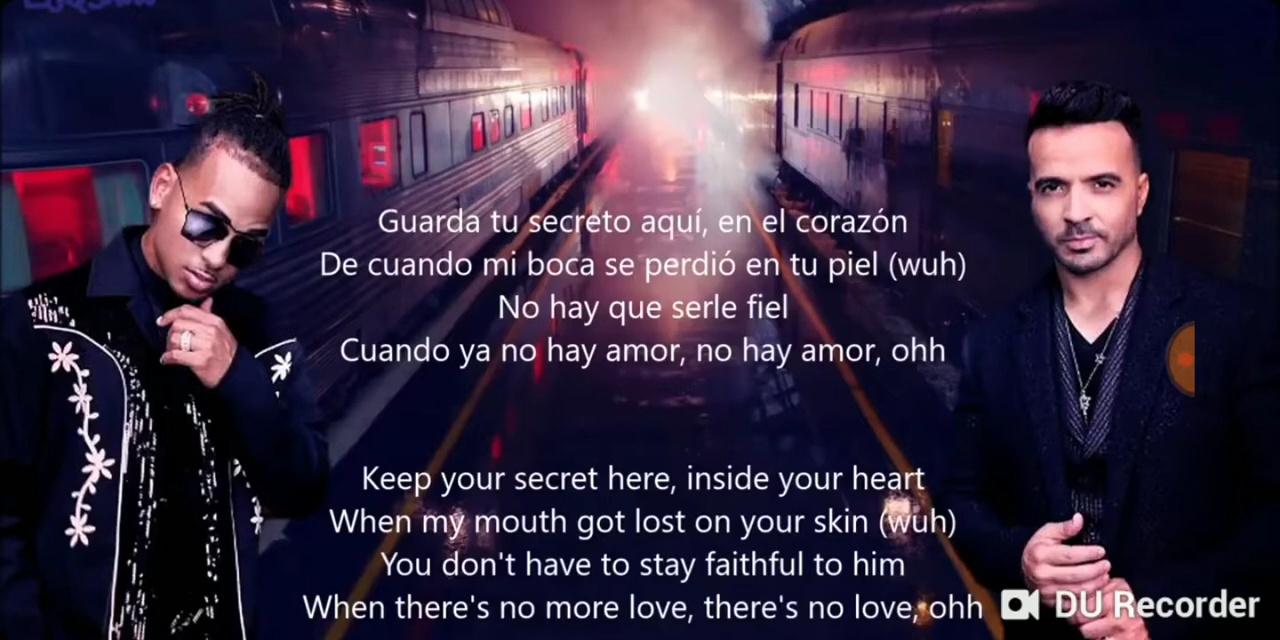 Guarda tu secreto aquí, en el corazón
De cuando mi boca se perdió en tu piel (wuh)
No hay que serle fiel
Cuando ya no hay amor, no hay amor, ohh
Keep your secret here, inside your heart
When my mouth got lost on your skin (wuh)
You don't have to stay faithful to him
When there's no more love, there's no love, ohh
DU Recorder